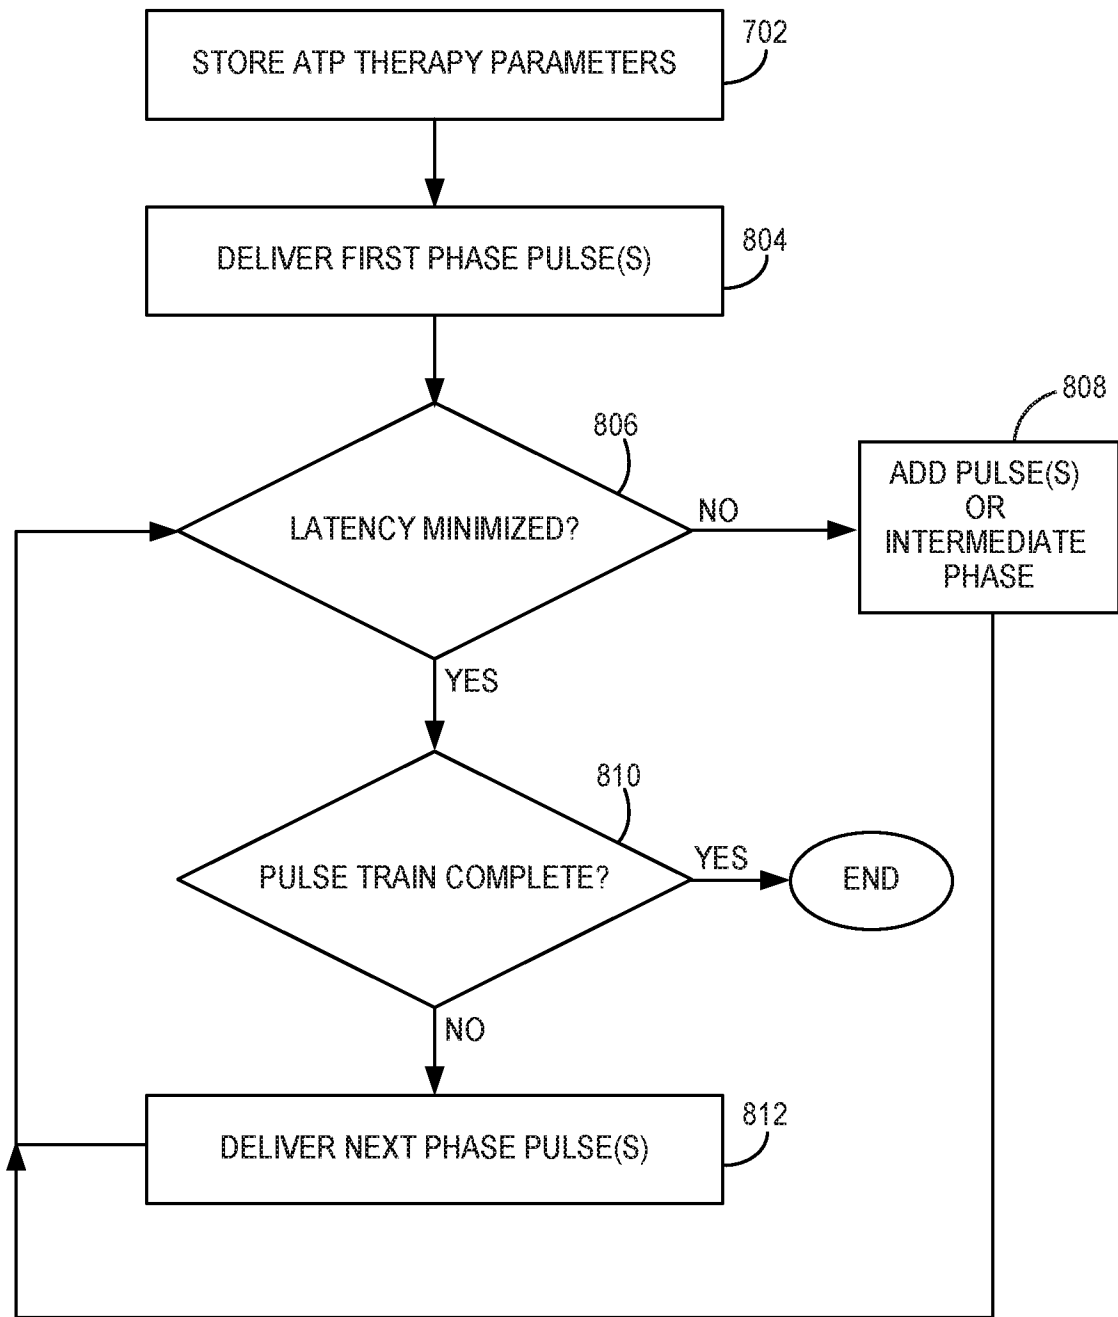 STORE ATP THERAPY PARAMETERS
702
DELIVER FIRST PHASE PULSE(S)
804
LATENCY MINIMIZED?
806
NO
ADD PULSE(S)
OR
INTERMEDIATE
PHASE
808
YES
PULSE TRAIN COMPLETE?
810
YES
END
NO
DELIVER NEXT PHASE PULSE(S)
812